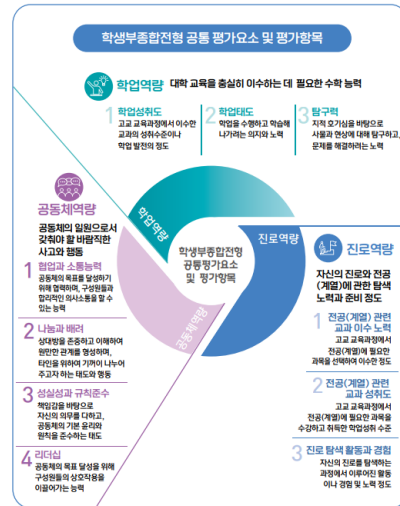 학생부종합전형 공통 평가요소 및 평가항목
학업역량 대학 교육을 충실히 이수하는 데 필요한 수학 능력
1 학업성취도
고교 교육과정에서 이수한
교과의 성취수준이나
학업 발전의 정도
2 학업태도
학업을 수행하고 학습해
나가려는 의지와 노력
3 탐구력
지적 호기심을 바탕으로
사물과 현상에 대해 탐구하고,
문제를 해결하려는 노력
공동체역량
공동체의 일원으로서
갖춰야 할 바람직한
사고와 행동
1 협업과 소통능력
공동체의 목표를 달성하기
위해 협력하며, 구성원들과
합리적인 의사소통을 할 수
있는 능력
2 나눔과 배려
상대방을 존중하고 이해하여
원만한 관계를 형성하며,
타인을 위하여 기꺼이 나누어
주고자 하는 태도와 행동
3 성실성과 규칙준수
책임감을 바탕으로
자신의 의무를 다하고,
공동체의 기본 윤리와
원칙을 준수하는 태도
4 리더십
공동체의 목표 달성을 위해
구성원들의 상호작용을
이끌어가는 능력
학업역량
진로역량
공동체역량
학생부종합전형
공통평가요소
및 평가항목
진로역량
자신의 진로와 전공
(계열)에 관한 탐색
노력과 준비 정도
1 전공(계열) 관련
교과 이수 노력
고교 교육과정에서
전공(계열)에 필요한
과목을 선택하여 이수한 정도
2 전공(계열) 관련
교과 성취도
고교 교육과정에서
전공(계열)에 필요한 과목을
수강하고 취득한 학업성취 수준
3 진로 탐색 활동과 경험
자신의 진로를 탐색하는
과정에서 이루어진 활동
이나 경험 및 노력 정도